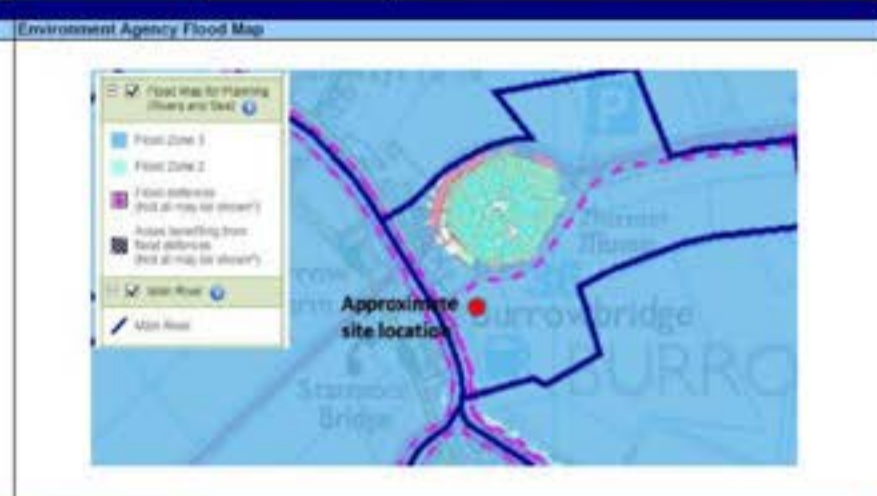 Environment Agency Flood Map
Flood Map for Planning
(Rivers and Sea)
Flood Zone 3
Flood Zone 2
Flood defences
(Not all may be shown*)
Areas benefiting from
flood defences
(Not all may be shown*)
Main River
Main River
P
Approximate
site location
Burrowbridge
BURRO
Stanmoor
Bridge